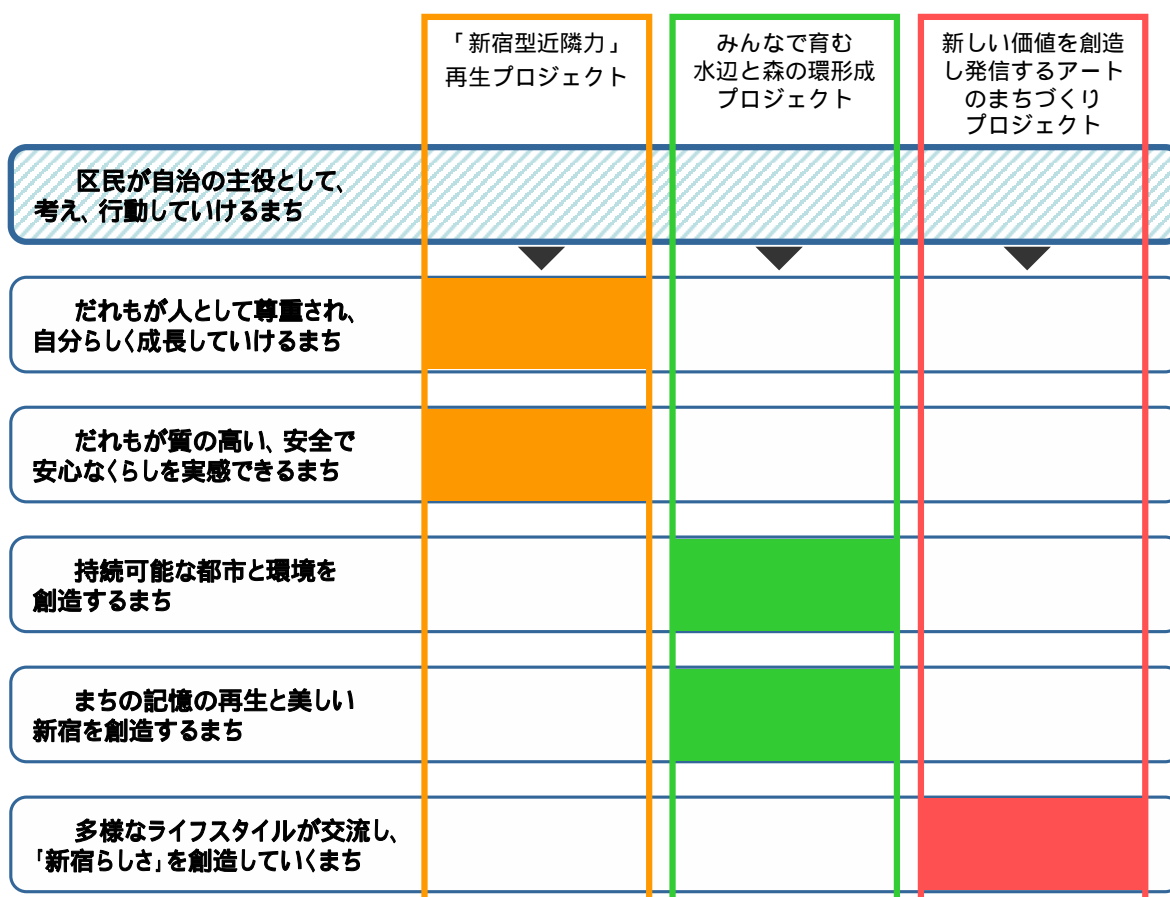 「新宿型近隣力」
再生プロジェクト
みんなで育む
水辺と森の環形成
プロジェクト
新しい価値を創造
し発信するアート
のまちづくり
プロジェクト
区民が自治の主役として、
考え、行動していけるまち
だれもが人として尊重され、
自分らしく成長していけるまち
だれもが質の高い、安全で
安心なくらしを実感できるまち
持続可能な都市と環境を
創造するまち
まちの記憶の再生と美しい
新宿を創造するまち
多様なライフスタイルが交流し、
「新宿らしさ」を創造していくまち